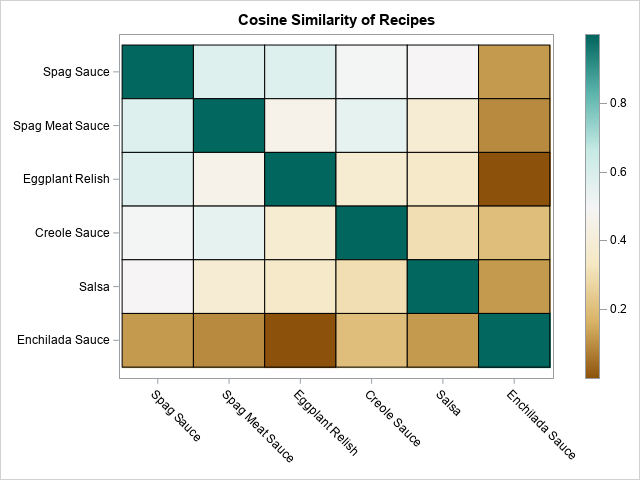 Cosine Similarity of Recipes
Spag Sauce
Spag Meat Sauce
Eggplant Relish
Creole Sauce
Salsa
Enchilada Sauce
0.8
0.6
0.4
0.2
Spag Sauce
Spag Meat Sauce
Eggplant Relish
Creole Sauce
Salsa
Enchilada Sauce